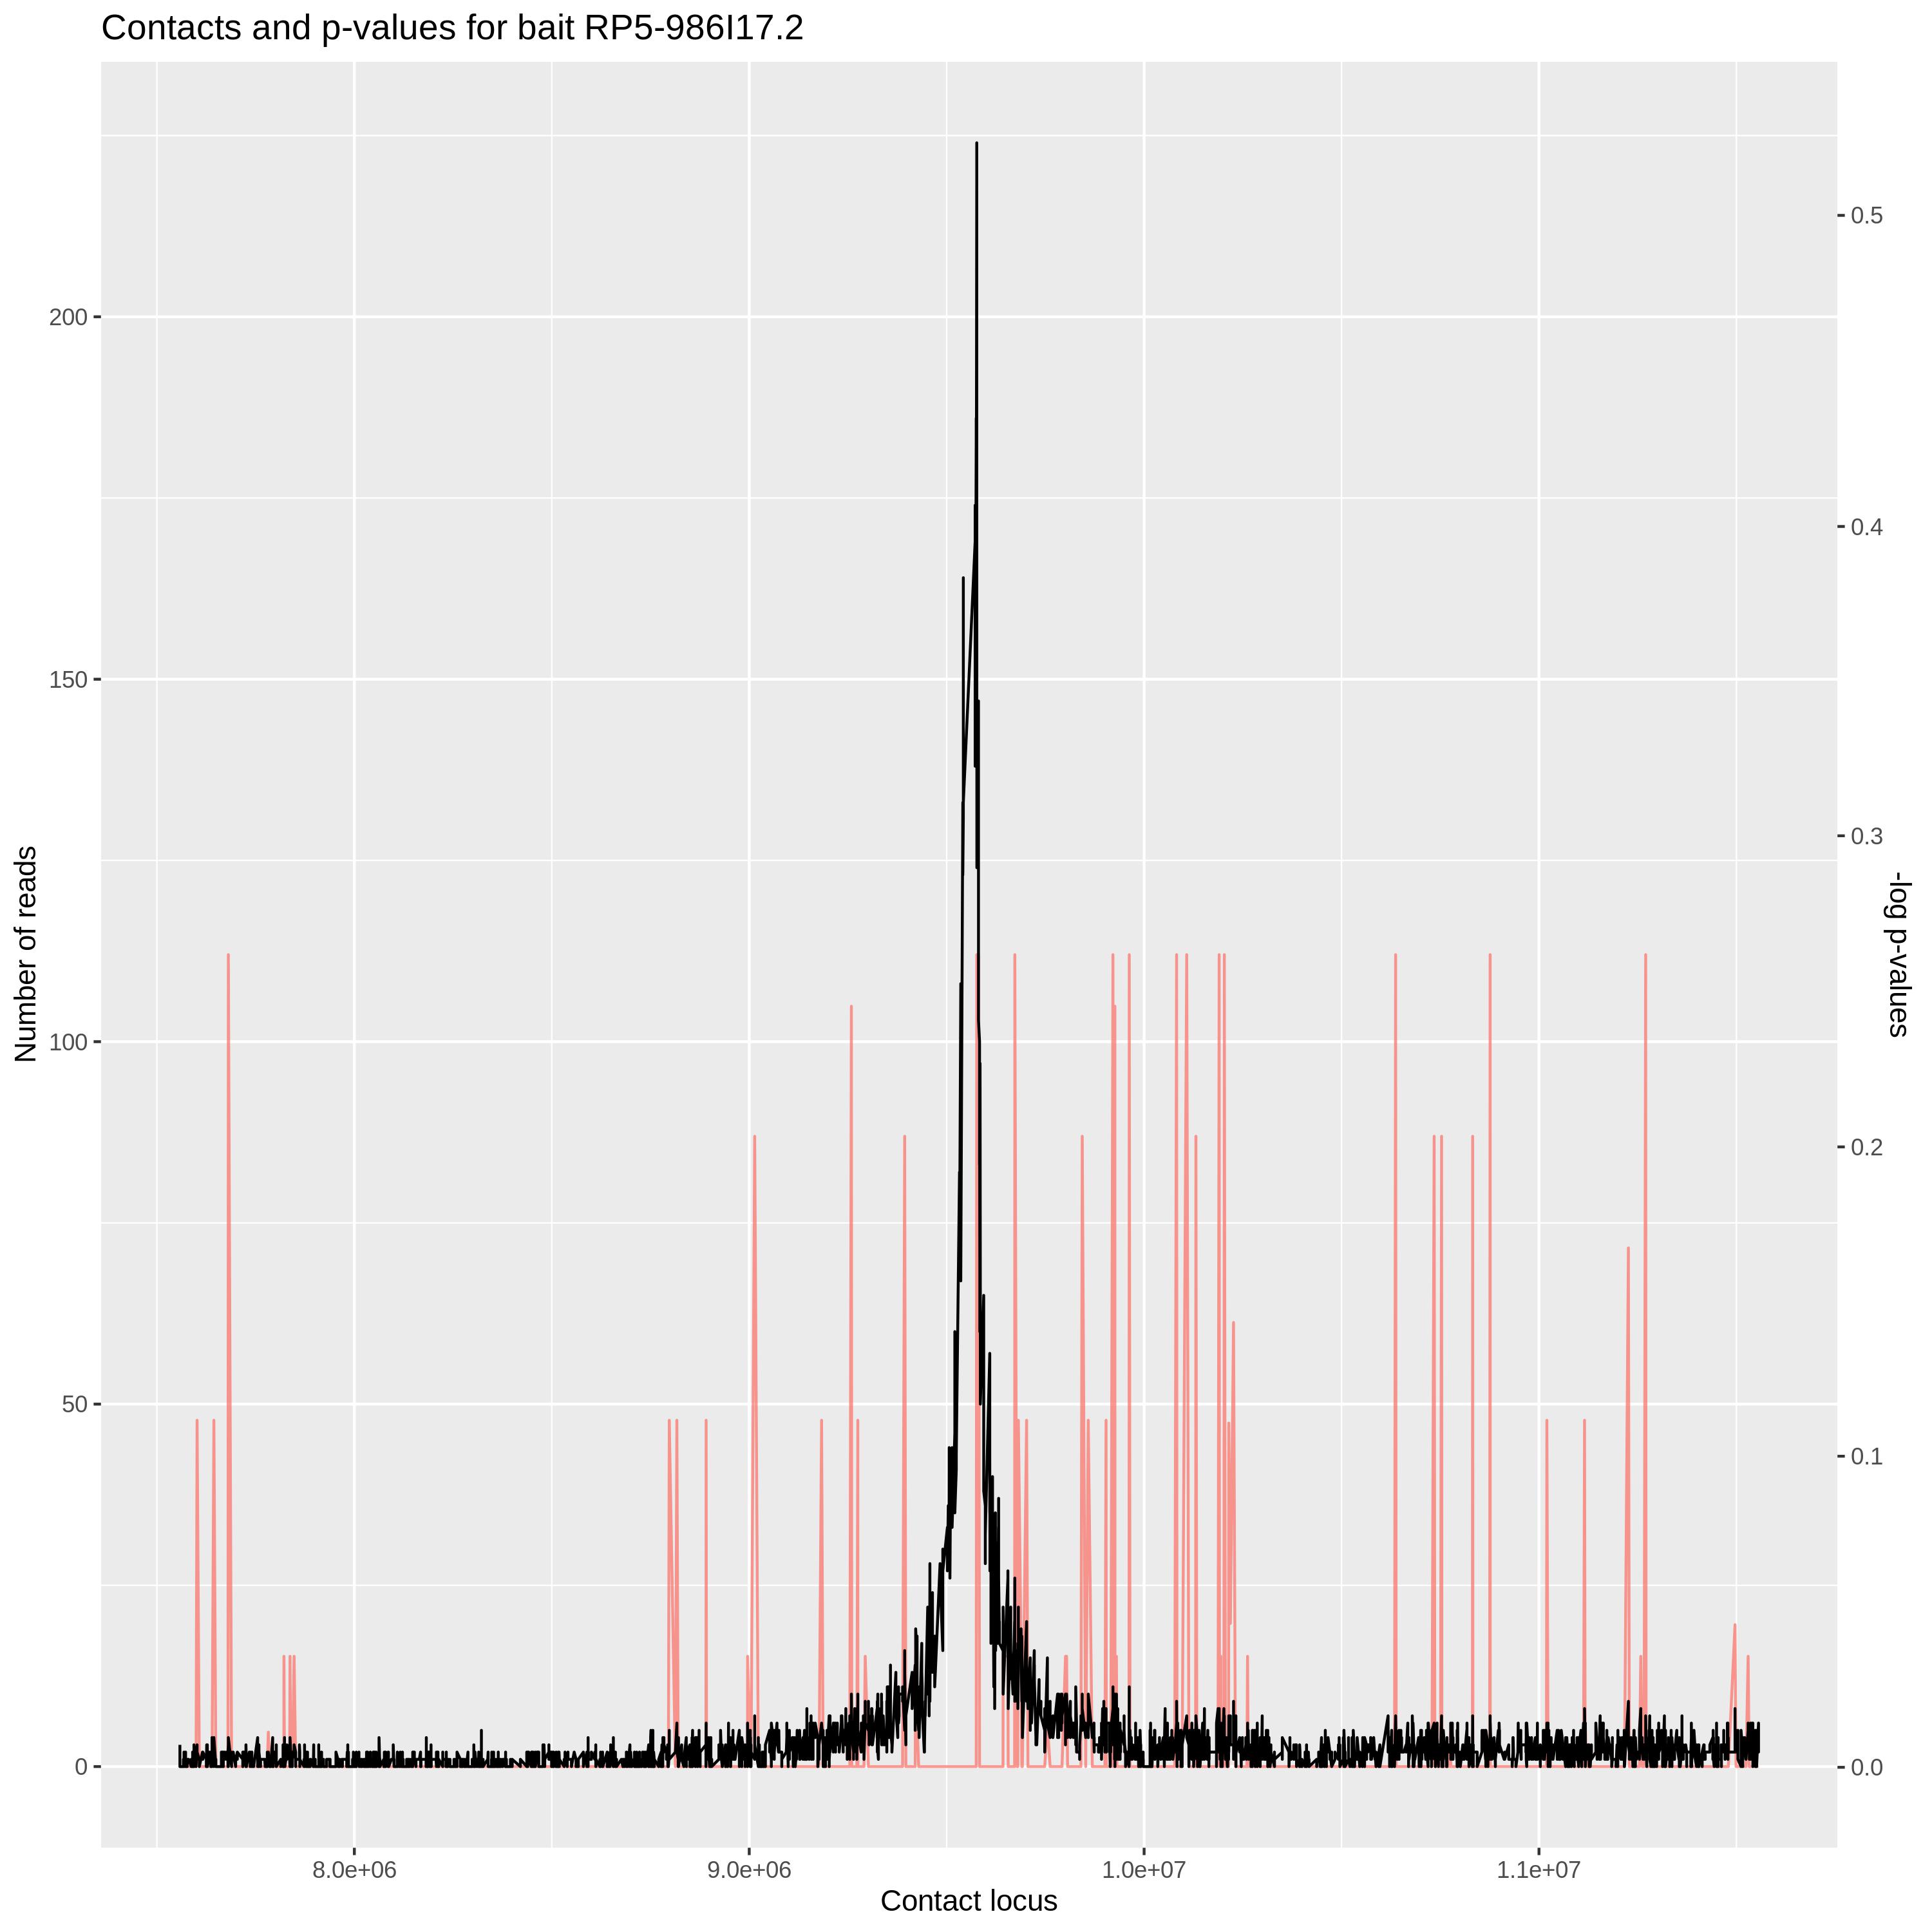 Contacts and p-values for bait RP5-986I17.2
Number of reads
200
150
100
50
0
0.5
0.4
0.3
0.2
0.1
0.0
-log p-values
8.0e+06 9.0e+06 1.0e+07 1.1e+07
Contact locus